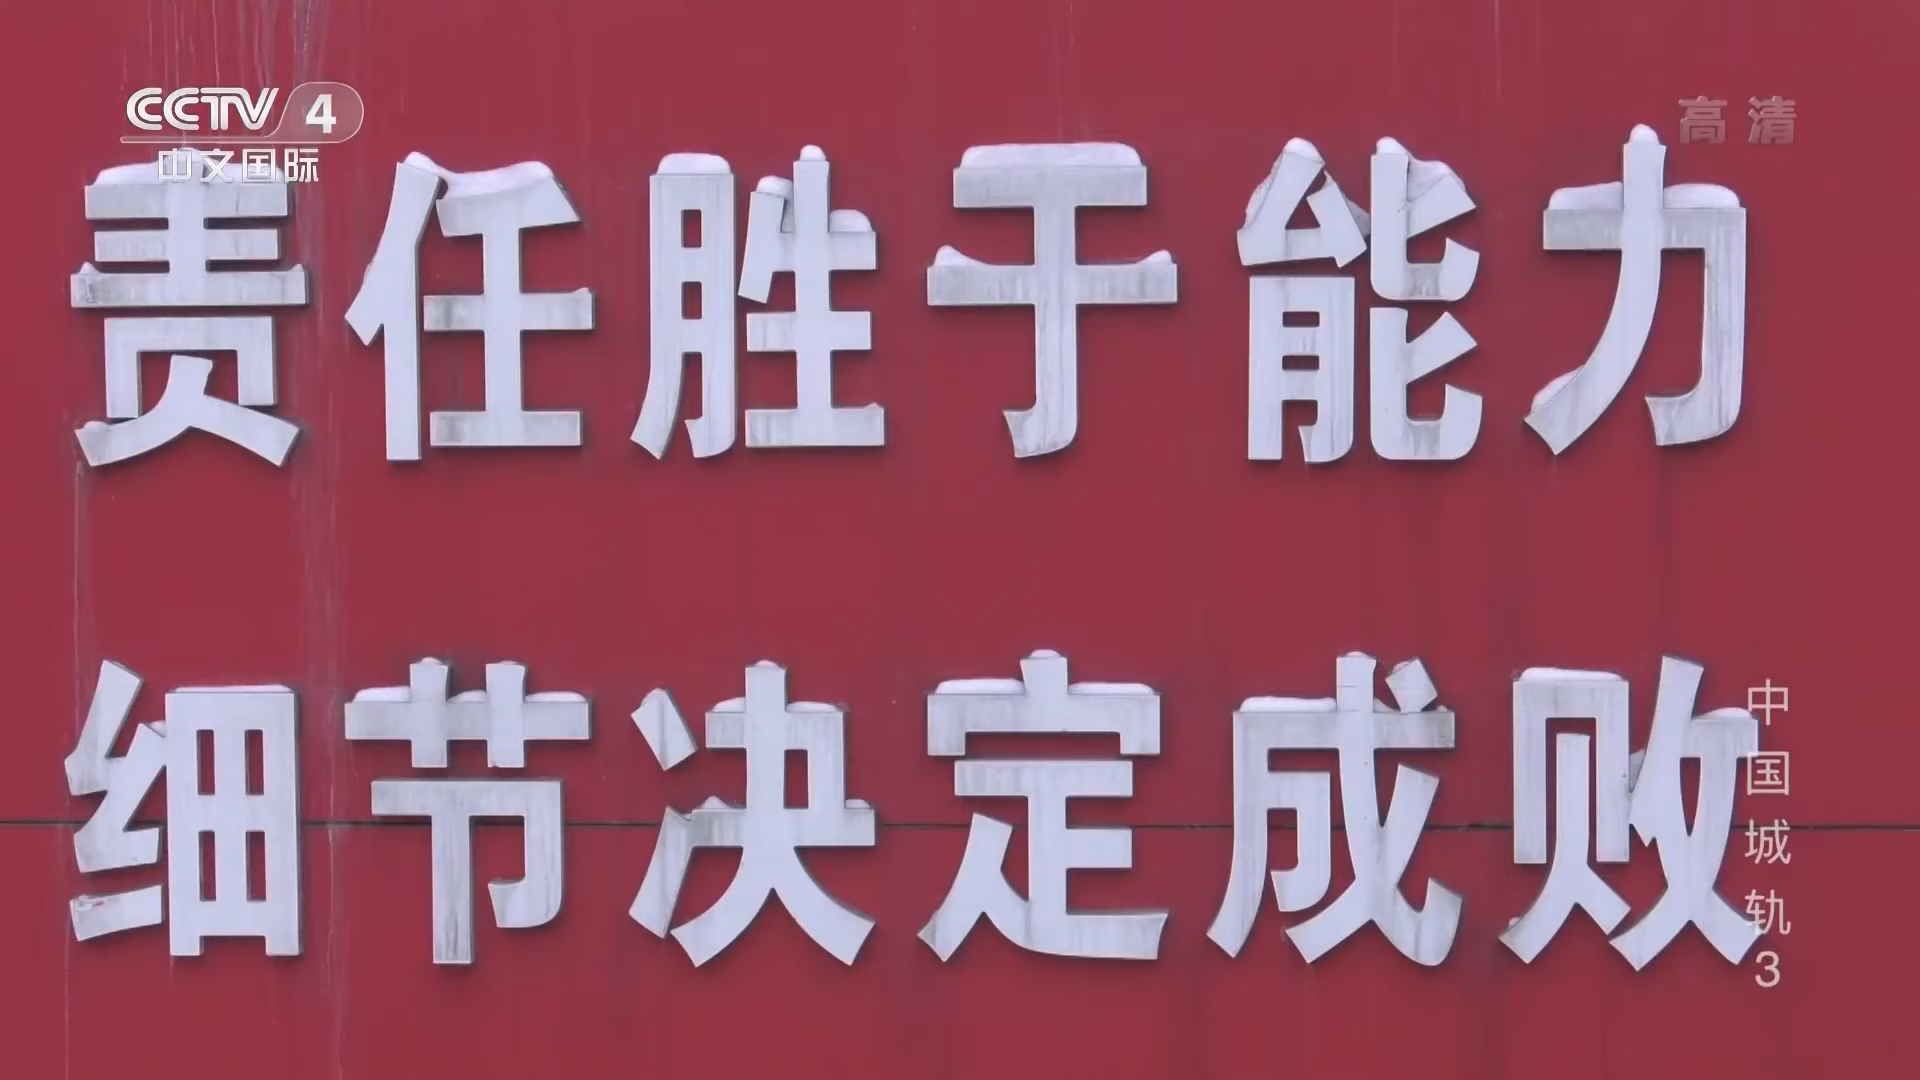 CCTV 4
中文国际
高清
责任胜于能力
细节决定成败
中国城轨3